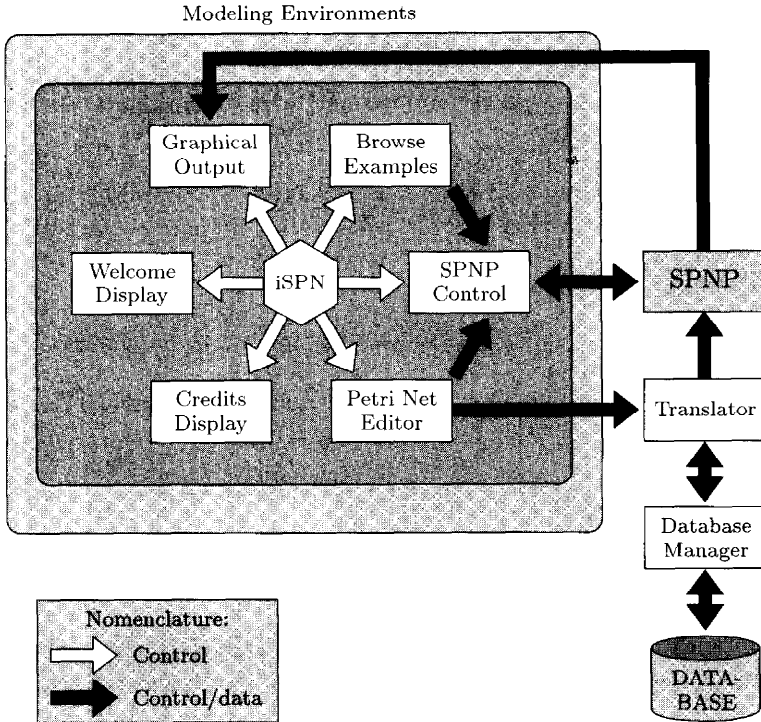 Modeling Environments
Graphical
Output
Browse
Examples
Welcome
Display
iSPN
SPNP
Control
SPNP
Credits
Display
Petri Net
Editor
Translator
Database
Manager
DATA-
BASE
Nomenclature:
Control
Control/data